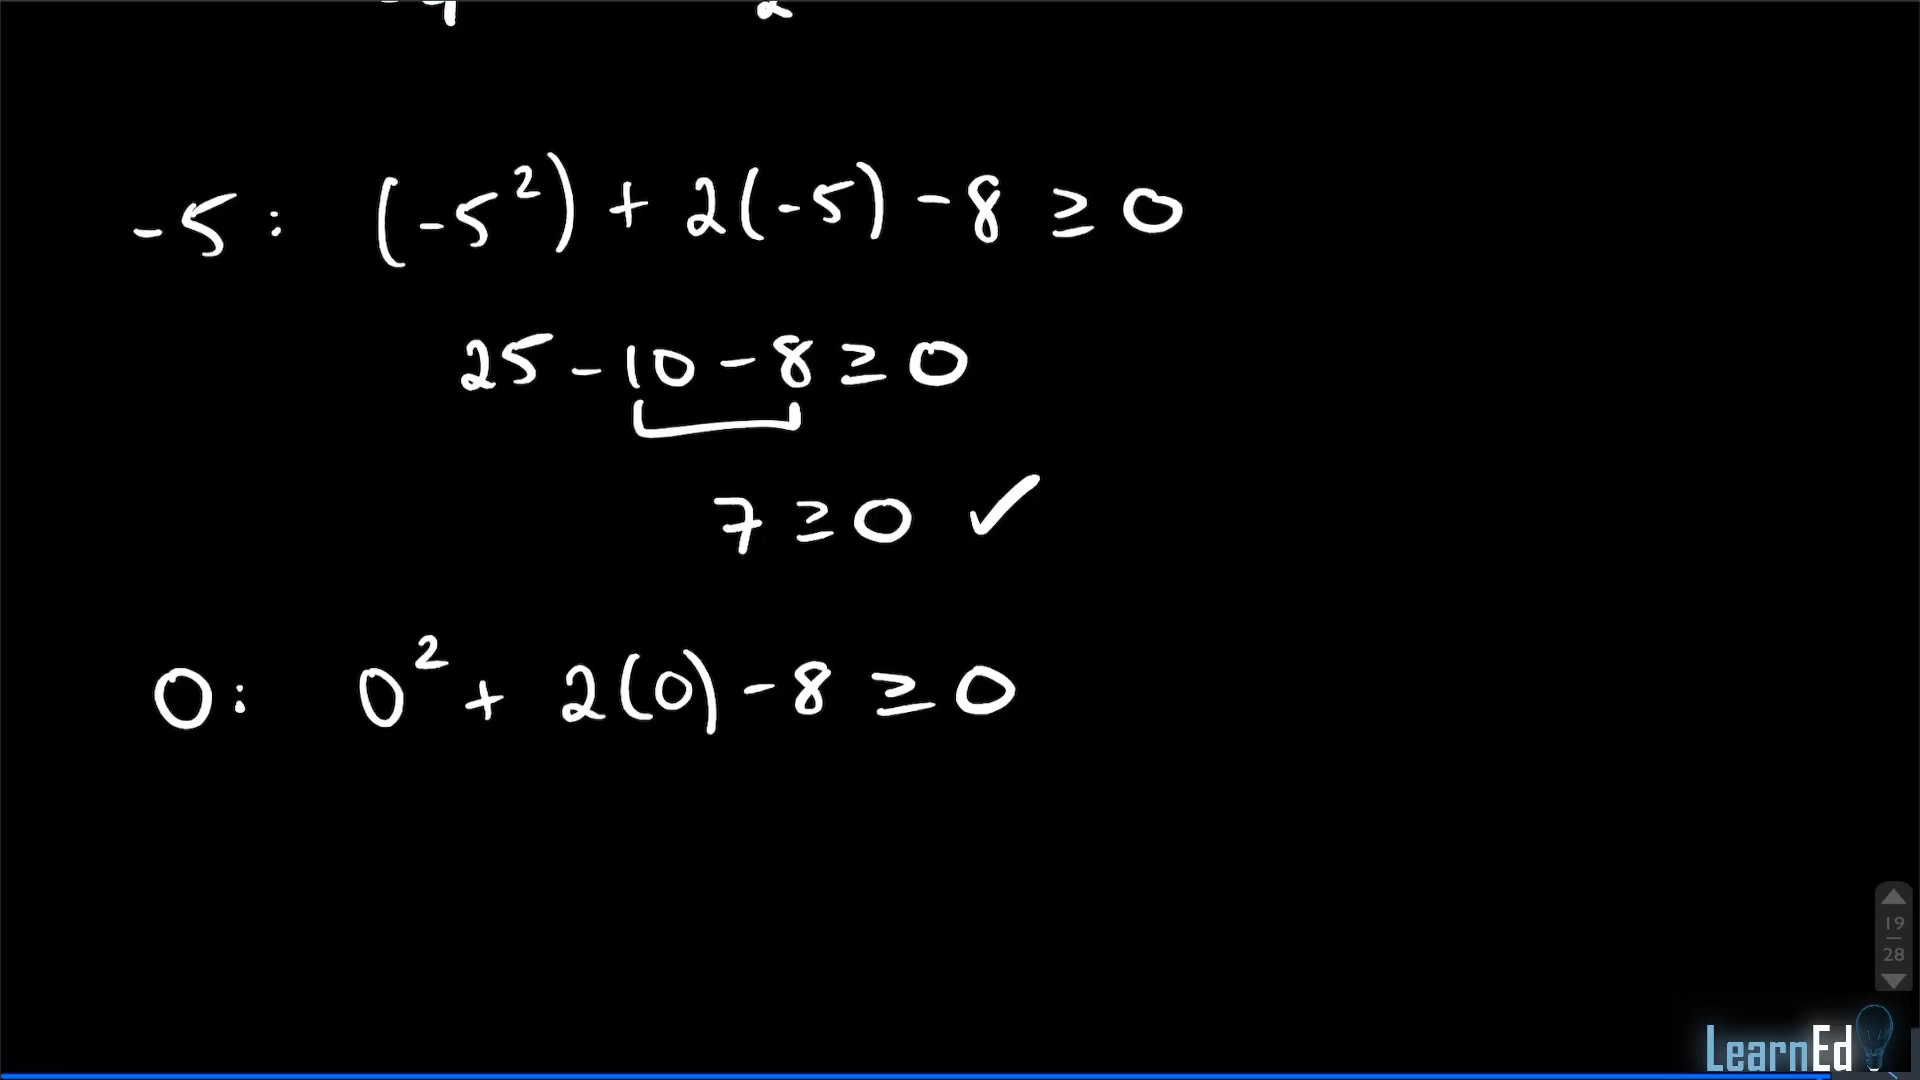 -5: (-5²) + 2(-5) - 8 ≥ 0
25 - 10 - 8 ≥ 0
7 ≥ 0 ✓
0: 0² + 2(0) - 8 ≥ 0
19
28
LearnEd